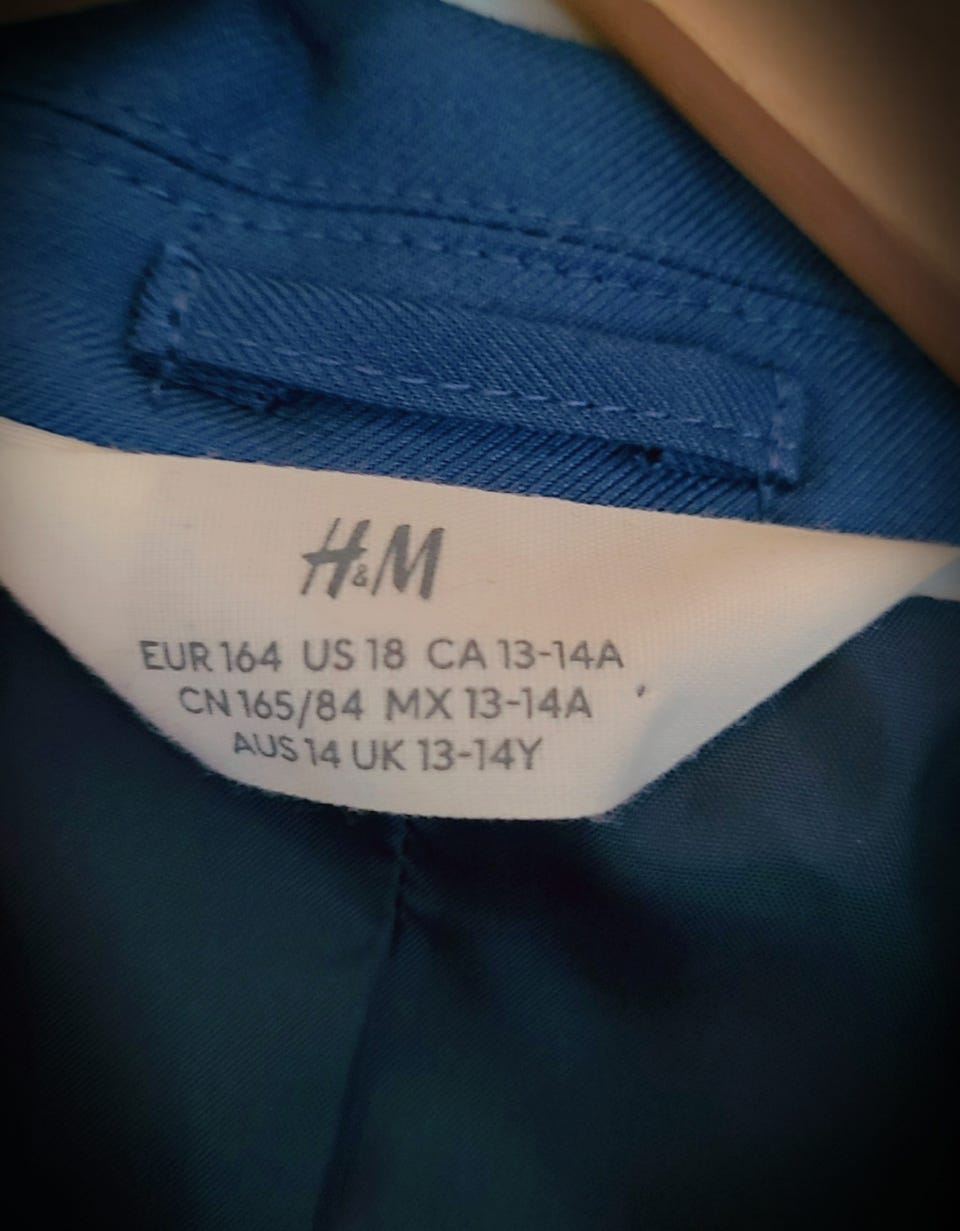 H&M
EUR 164 US 18 CA 13-14A
CN 165/84 MX 13-14A
AUS 14 UK 13-14Y